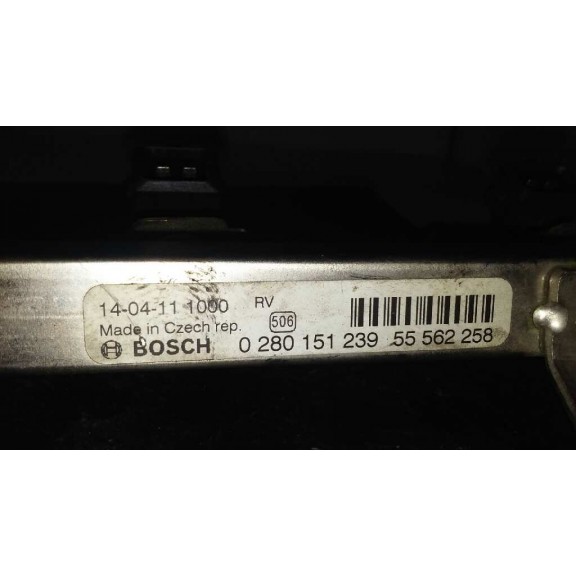 14-04-11 1000 RV
Made in Czech rep. 506
BOSCH 0 280 151 239 55 562 258